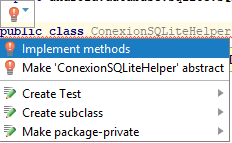 public class ConexionSQLiteHelper
Implement methods
Make 'ConexionSQLiteHelper' abstract
Create Test
Create subclass
Make package-private